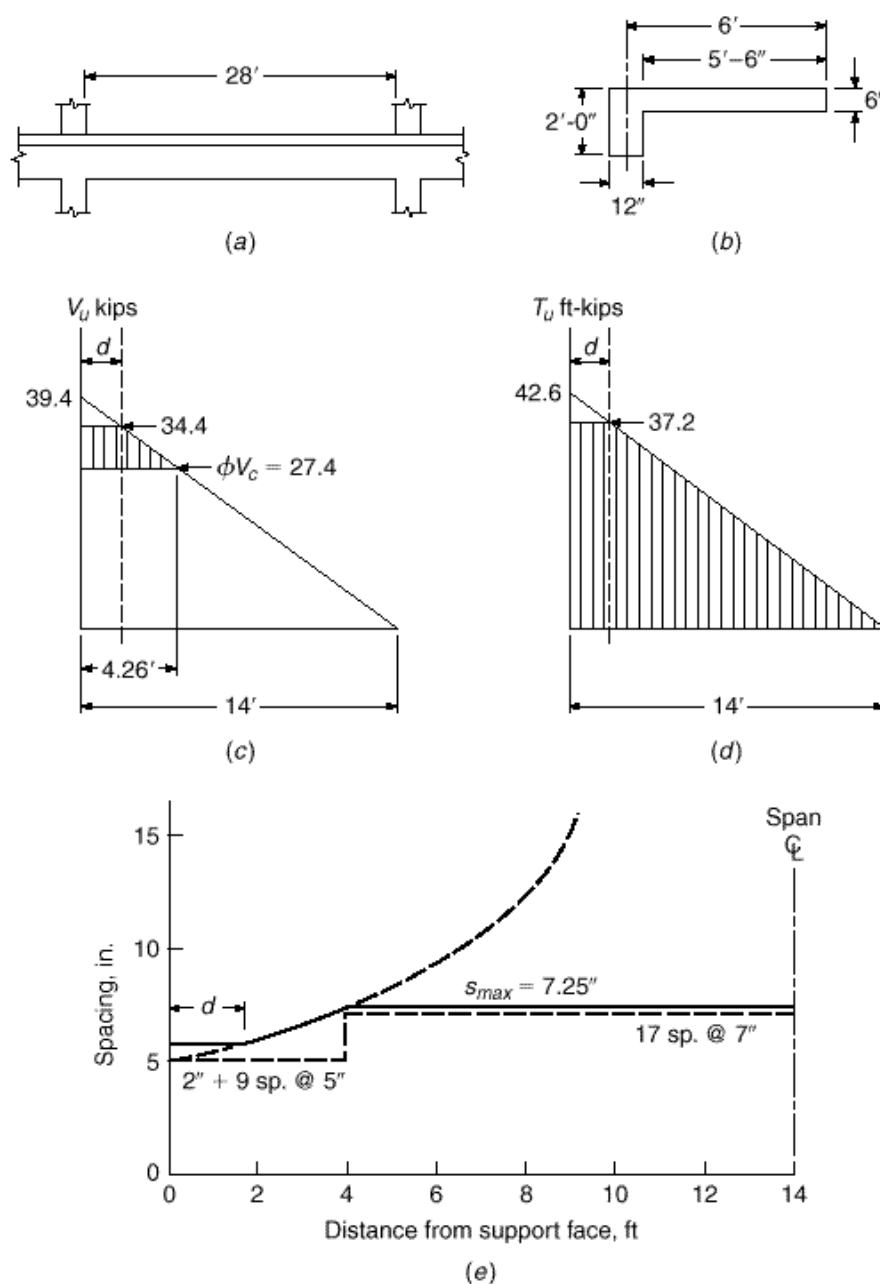 28′
(a)
6′
5′–6″
2′-0″
6″
12″
(b)
V_u kips
d
39.4
34.4
ϕV_c = 27.4
4.26′
14′
(c)
T_u ft-kips
d
42.6
37.2
14′
(d)
Spacing, in.
15
10
5
0
d
s_max = 7.25″
2″ + 9 sp. @ 5″
17 sp. @ 7″
Span
℄
0 2 4 6 8 10 12 14
Distance from support face, ft
(e)